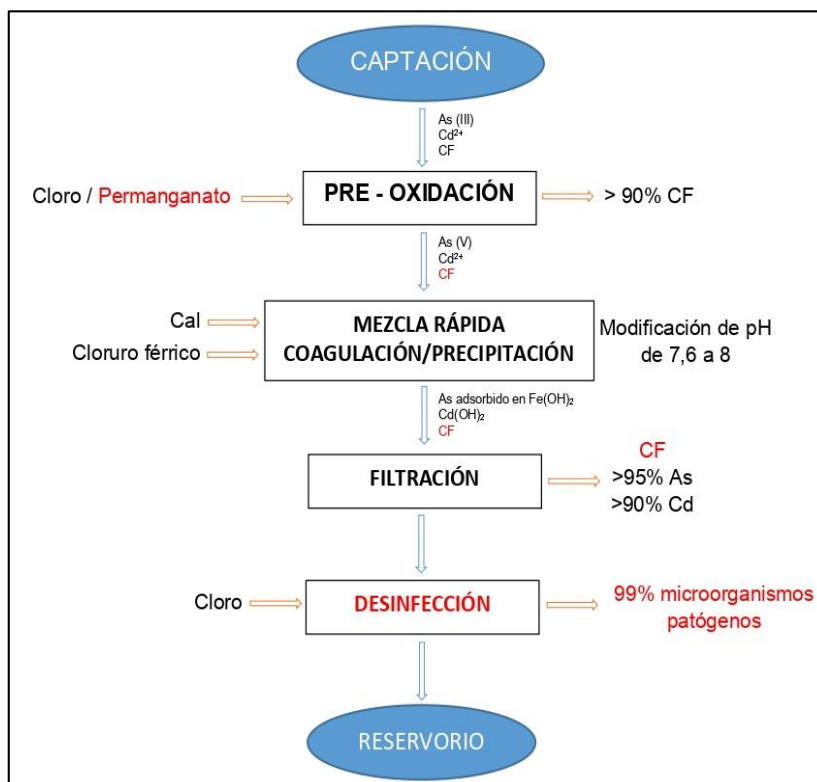 CAPTACIÓN
As (III)
Cd²⁺
CF
Cloro / Permanganato
PRE - OXIDACIÓN
> 90% CF
As (V)
Cd²⁺
CF
Cal
Cloruro férrico
MEZCLA RÁPIDA
COAGULACIÓN/PRECIPITACIÓN
Modificación de pH
de 7,6 a 8
As adsorbido en Fe(OH)₂
Cd(OH)₂
CF
FILTRACIÓN
CF
>95% As
>90% Cd
Cloro
DESINFECCIÓN
99% microorganismos
patógenos
RESERVORIO